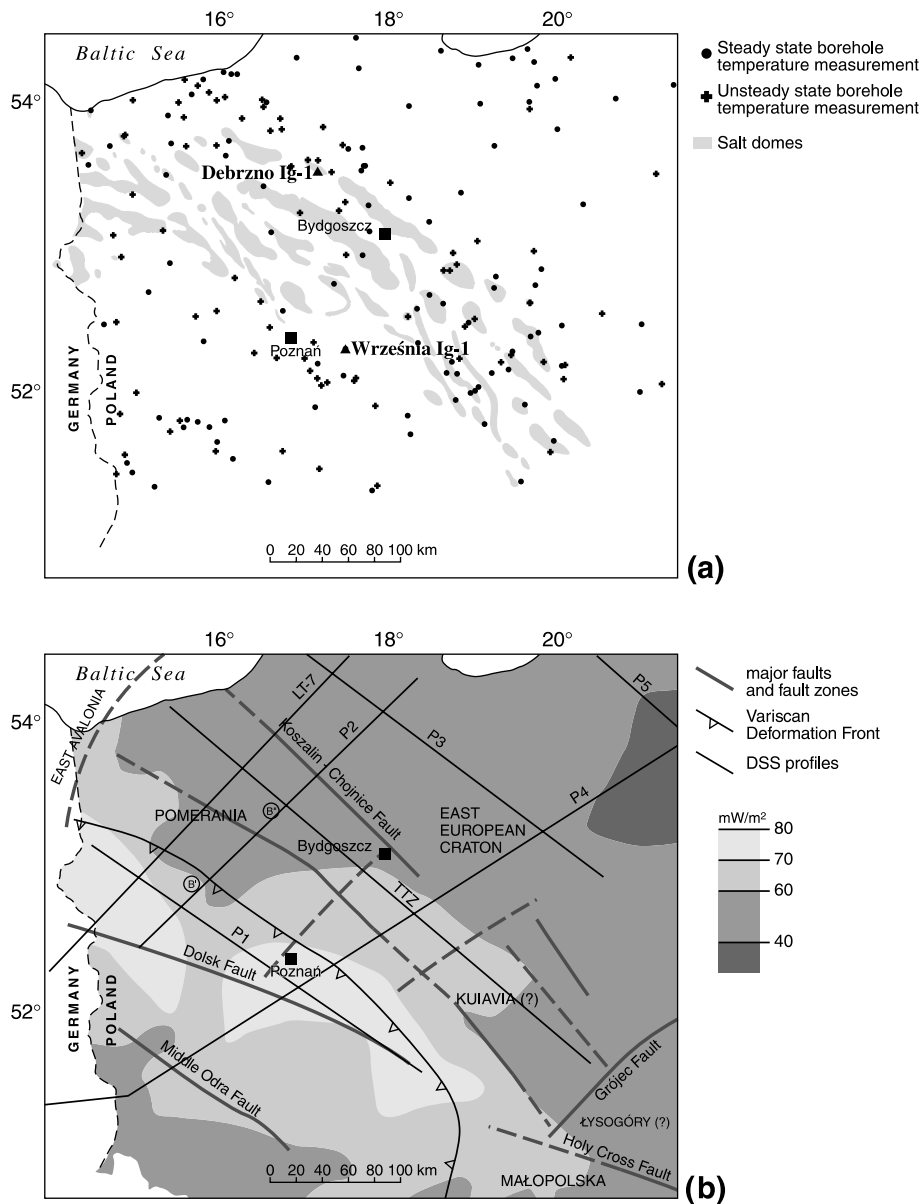 16°
18°
20°
Baltic Sea
54°
52°
Debrzno Ig-1
Bydgoszcz
Poznań
Września Ig-1
GERMANY
POLAND
0 20 40 60 80 100 km
Steady state borehole
temperature measurement
Unsteady state borehole
temperature measurement
Salt domes
(a)
16°
18°
20°
Baltic Sea
54°
52°
EAST AVALONIA
LT-7
P2
P3
P5
P4
Koszalin - Chojnice Fault
POMERANIA
B"
B'
Bydgoszcz
EAST
EUROPEAN
CRATON
TTZ
P1
Dolsk Fault
Poznań
KUIAVIA (?)
GERMANY
POLAND
Middle Odra Fault
Grójec Fault
ŁYSOGÓRY (?)
Holy Cross Fault
MAŁOPOLSKA
0 20 40 60 80 100 km
major faults
and fault zones
Variscan
Deformation Front
DSS profiles
mW/m²
80
70
60
40
(b)